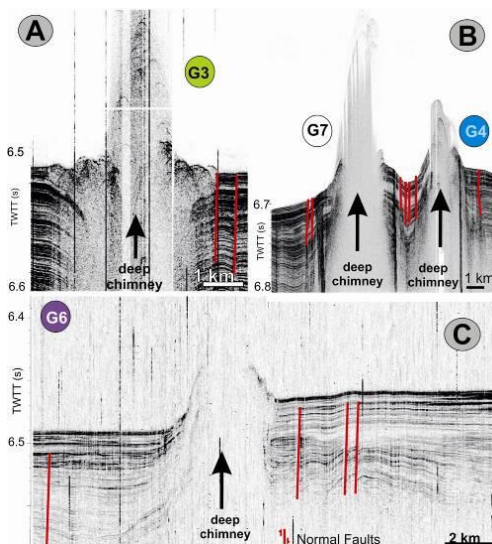 A
G3
6.5
TWTT (s)
6.6
deep
chimney
1 km
B
G7
G4
6.7
TWTT (s)
6.8
deep
chimney
deep
chimney
1 km
6.4
G6
C
TWTT (s)
6.5
deep
chimney
Normal Faults
2 km